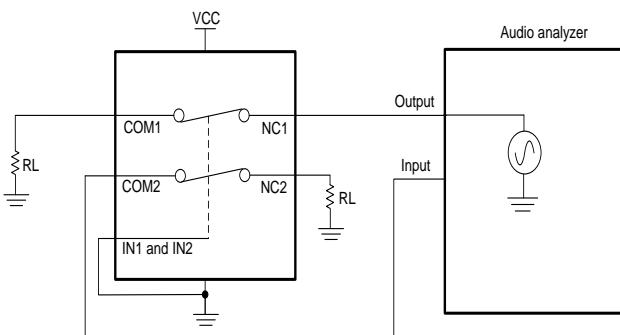 VCC
Audio analyzer
Output
COM1
NC1
RL
Input
COM2
NC2
RL
IN1 and IN2